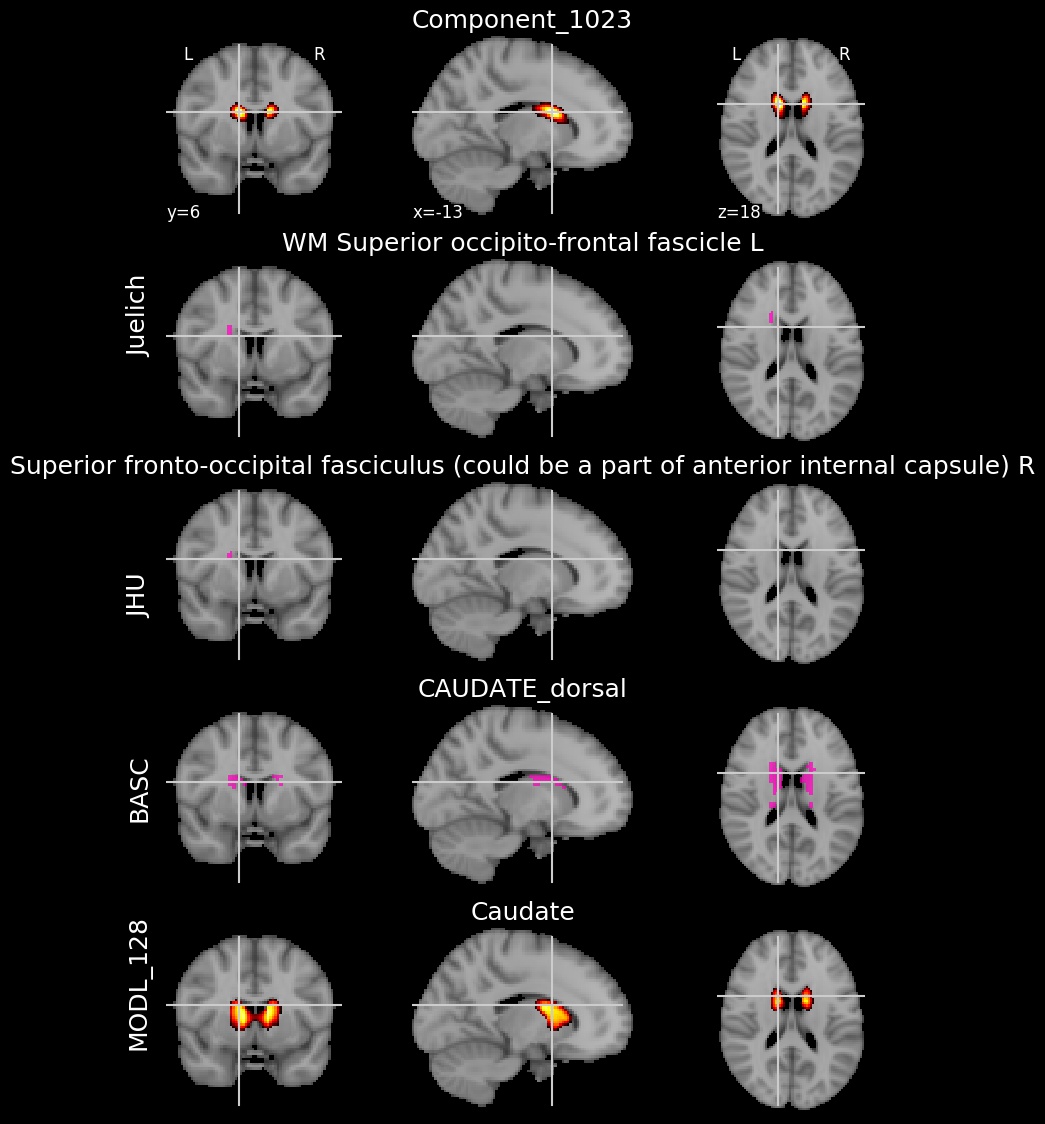 Component_1023
L R L R
y=6 x=-13 z=18
WM Superior occipito-frontal fascicle L
Juelich
Superior fronto-occipital fasciculus (could be a part of anterior internal capsule) R
JHU
CAUDATE_dorsal
BASC
Caudate
MODL_128